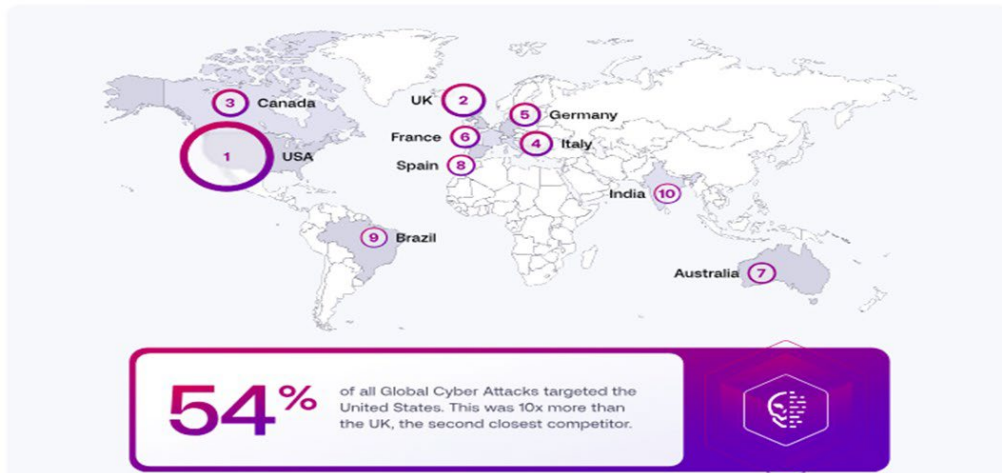 3 Canada
UK 2
5 Germany
France 6
4 Italy
1 USA
Spain 8
India 10
9 Brazil
Australia 7
54%
of all Global Cyber Attacks targeted the
United States. This was 10x more than
the UK, the second closest competitor.